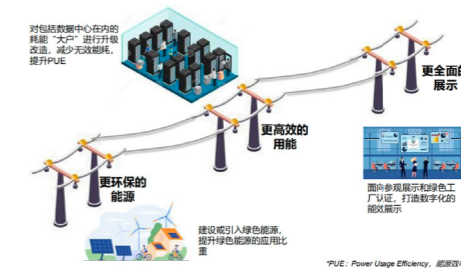 对包括数据中心在内的
耗能“大户”进行升级
改造，减少无效能耗，
提升PUE
更全面的
展示
更高效的
用能
更环保的
能源
面向参观展示和绿色工
厂认证，打造数字化的
能效展示
建设或引入绿色能源，
提升绿色能源的应用比
重
*PUE：Power Usage Efficiency，能源效